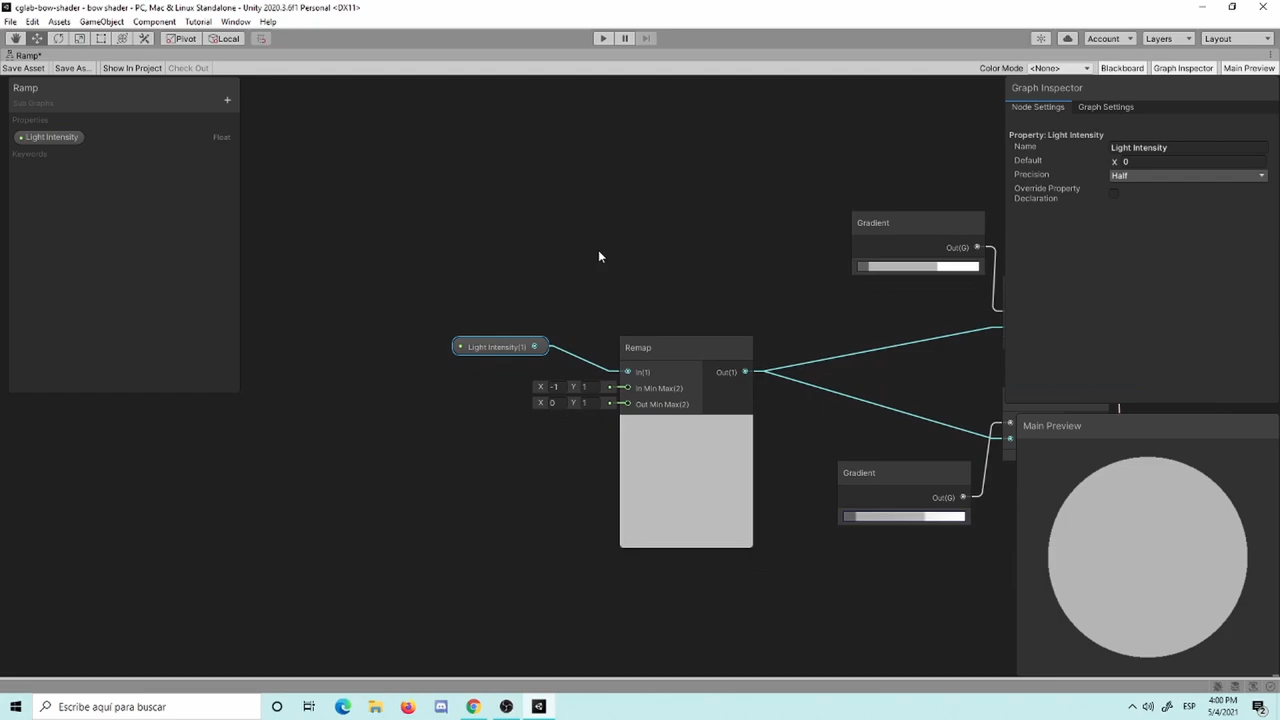 cglab-bow-shader - bow shader - PC, Mac & Linux Standalone - Unity 2020.3.6f1 Personal <DX11>
File Edit Assets GameObject Component Tutorial Window Help
Pivot Local Account Layers Layout
Ramp*
Save Asset Save As... Show In Project Check Out Color Mode <None> Blackboard Graph Inspector Main Preview
Ramp
Sub Graphs
Properties
Light Intensity Float
Keywords
Graph Inspector
Node Settings Graph Settings
Property: Light Intensity
Name Light Intensity
Default X 0
Precision Half
Override Property
Declaration
Gradient
Out(G)
Light Intensity(1)
Remap
In(1) Out(1)
X -1 Y 1 In Min Max(2)
X 0 Y 1 Out Min Max(2)
Gradient
Out(G)
Main Preview
Escribe aquí para buscar
ESP
4:00 PM
5/4/2021
2